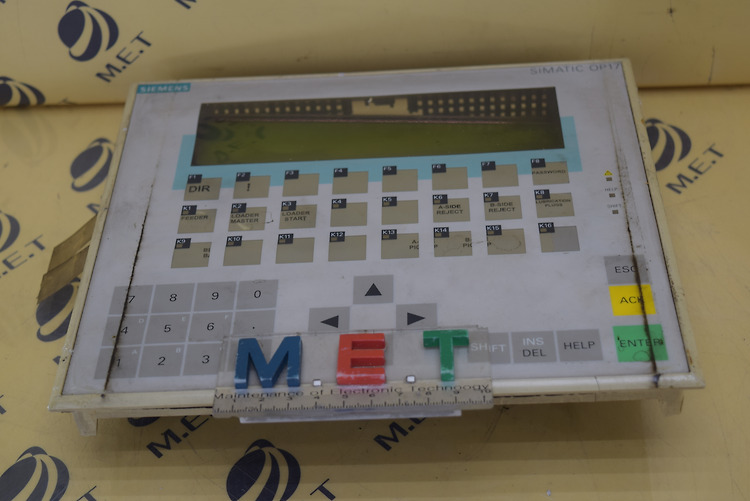 M.E.T
SIEMENS
SIMATIC OP17
F1 F2 F3 F4 F5 F6 F7 F8
DIR I PASSWORD
K1 K2 K3 K4 K5 K6 K7 K8
FEEDER LOADER MASTER LOADER START A-SIDE REJECT B-SIDE REJECT LUBRICATION
K9 K10 K11 K12 K13 K14 K15 K16
HELP
SHIFT
7 8 9 0
4 D 5 E 6 F .
1 A 2 B 3
ESC
ACK
SHIFT INS DEL HELP ENTER
M.E.T
Maintenance of Electronic Technology
M.E.T
M.E.T
M.E.T
M.E.T